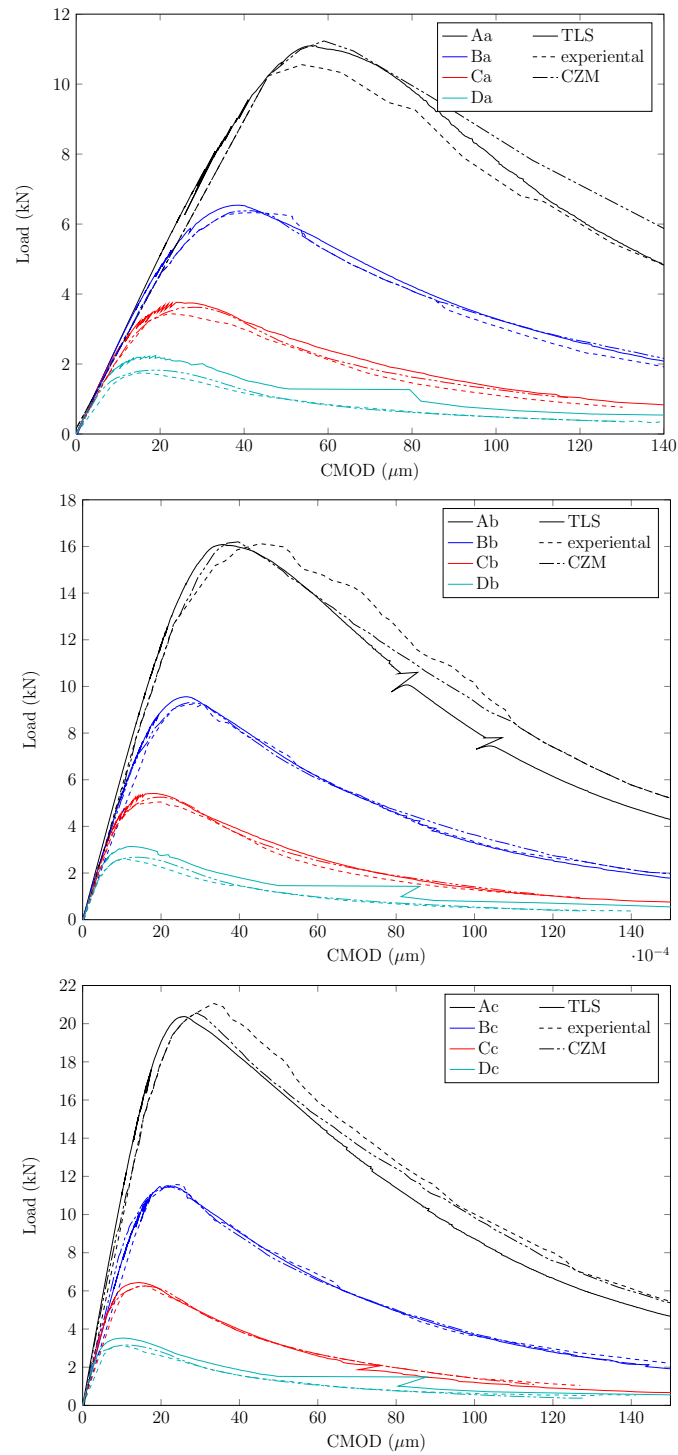 12
10
8
6
4
2
0
Load (kN)
Aa TLS
Ba experiental
Ca CZM
Da
0 20 40 60 80 100 120 140
CMOD (μm)
18
16
14
12
10
8
6
4
2
0
Load (kN)
Ab TLS
Bb experiental
Cb CZM
Db
0 20 40 60 80 100 120 140
CMOD (μm) ·10⁻⁴
22
20
18
16
14
12
10
8
6
4
2
0
Load (kN)
Ac TLS
Bc experiental
Cc CZM
Dc
0 20 40 60 80 100 120 140
CMOD (μm)